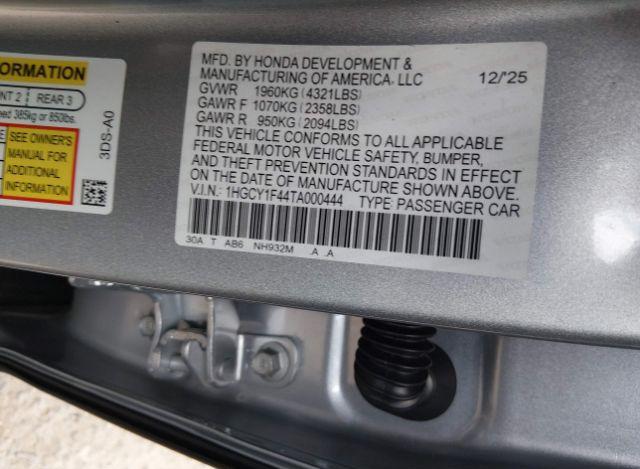 ORMATION
NT 2 REAR 3
eed 385kg or 850lbs.
SEE OWNER'S
MANUAL FOR
ADDITIONAL
INFORMATION
3DS-A0
MFD. BY HONDA DEVELOPMENT &
MANUFACTURING OF AMERICA, LLC 12/'25
GVWR 1960KG (4321LBS)
GAWR F 1070KG (2358LBS)
GAWR R 950KG (2094LBS)
THIS VEHICLE CONFORMS TO ALL APPLICABLE
FEDERAL MOTOR VEHICLE SAFETY, BUMPER,
AND THEFT PREVENTION STANDARDS IN EFFECT
ON THE DATE OF MANUFACTURE SHOWN ABOVE.
V.I.N.: 1HGCY1F44TA000444 TYPE: PASSENGER CAR
30A T AB6 NH932M .A .A